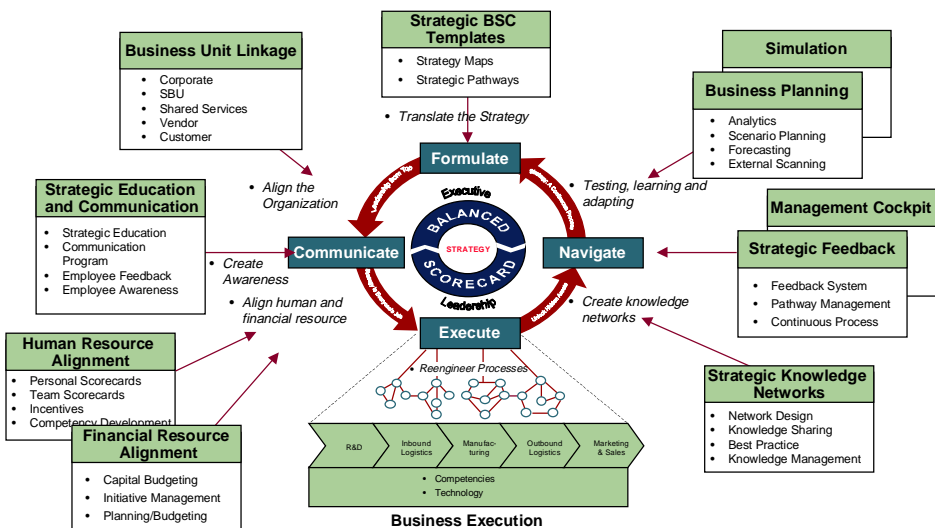 Strategic BSC
Templates
• Strategy Maps
• Strategic Pathways
Business Unit Linkage
• Corporate
• SBU
• Shared Services
• Vendor
• Customer
Simulation
Business Planning
• Analytics
• Scenario Planning
• Forecasting
• External Scanning
• Translate the Strategy
Formulate
• Align the
Organization
• Testing, learning and
adapting
Leadership from Top
Executive
BALANCED
STRATEGY
SCORECARD
Leadership
Strategic Education
and Communication
• Strategic Education
• Communication
Program
• Employee Feedback
• Employee Awareness
Communicate
Navigate
Management Cockpit
Strategic Feedback
• Feedback System
• Pathway Management
• Continuous Process
• Create
Awareness
• Align human and
financial resource
• Create knowledge
networks
Execute
• Reengineer Processes
Human Resource
Alignment
• Personal Scorecards
• Team Scorecards
• Incentives
• Competency Development
Financial Resource
Alignment
• Capital Budgeting
• Initiative Management
• Planning/Budgeting
Strategic Knowledge
Networks
• Network Design
• Knowledge Sharing
• Best Practice
• Knowledge Management
R&D
Inbound
Logistics
Manufac-
turing
Outbound
Logistics
Marketing
& Sales
• Competencies
• Technology
Business Execution